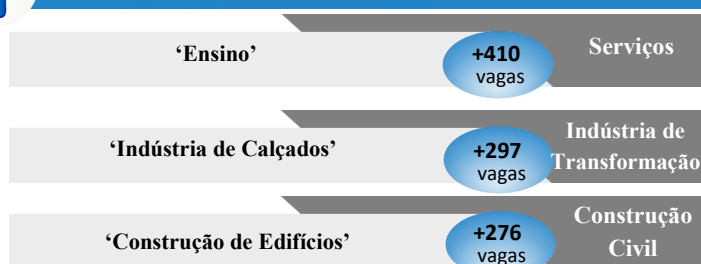 ‘Ensino’
+410
vagas
Serviços
‘Indústria de Calçados’
+297
vagas
Indústria de
Transformação
‘Construção de Edifícios’
+276
vagas
Construção
Civil